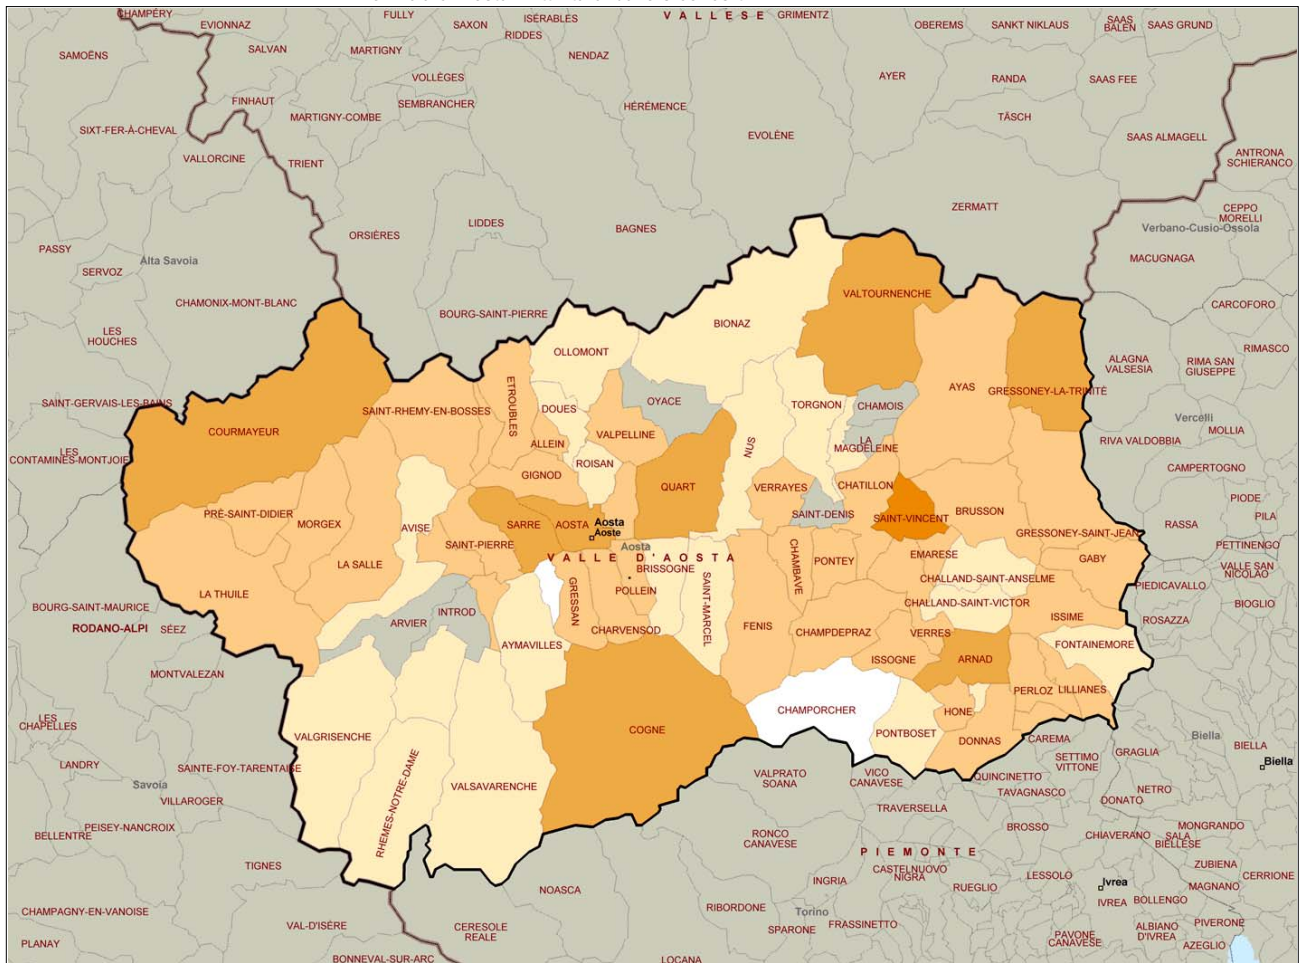 CHAMPÉRY
EVIONNAZ
FULLY
SAXON
ISÉRABLES
RIDDES
VALLESE
GRIMENTZ
OBEREMS
SANKT NIKLAUS
SAAS
BALEN
SAAS GRUND
SAMOËNS
SALVAN
MARTIGNY
NENDAZ
VOLLÈGES
AYER
RANDA
SAAS FEE
FINHAUT
SEMBRANCHER
HÉRÉMENCE
MARTIGNY-COMBE
TÄSCH
SIXT-FER-À-CHEVAL
EVOLÈNE
SAAS ALMAGELL
VALLORCINE
TRIENT
ANTRONA
SCHIERANCO
ZERMATT
CEPPO
MORELLI
LIDDES
BAGNES
Verbano-Cusio-Ossola
ORSIÈRES
PASSY
Alta Savoia
MACUGNAGA
SERVOZ
CHAMONIX-MONT-BLANC
VALTOURNENCHE
CARCOFORO
BOURG-SAINT-PIERRE
BIONAZ
LES
HOUCHES
RIMASCO
OLLOMONT
ALAGNA
VALSESIA
RIMA SAN
GIUSEPPE
AYAS
GRESSONEY-LA-TRINITÉ
ETROUBLES
SAINT-GERVAIS-LES-BAINS
SAINT-RHEMY-EN-BOSSES
DOUES
OYACE
TORGNON
CHAMOIS
Vercelli
MOLLIA
COURMAYEUR
VALPELLINE
ALLEIN
LA
MAGDELEINE
RIVA VALDOBBIA
LES
CONTAMINES-MONTJOIE
NUS
ROISAN
CAMPERTOGNO
GIGNOD
QUART
VERRAYES
CHATILLON
PIODE
PRÉ-SAINT-DIDIER
MORGEX
AVISE
SARRE
AOSTA
Aosta
Aoste
SAINT-DENIS
SAINT-VINCENT
BRUSSON
RASSA
PILA
GRESSONEY-SAINT-JEAN
SAINT-PIERRE
Aosta
PETTINENGO
VALLE D'AOSTA
LA SALLE
BRISSOGNE
CHAMBAVE
PONTEY
EMARESE
GABY
VALLE SAN
NICOLAO
CHALLAND-SAINT-ANSELME
PIEDICAVALLO
LA THUILE
POLLEIN
GRESSAN
SAINT-MARCEL
CHALLAND-SAINT-VICTOR
BIOGLIO
BOURG-SAINT-MAURICE
INTROD
ARVIER
ISSIME
ROSAZZA
RODANO-ALPI
SÉEZ
CHARVENSOD
FENIS
CHAMPDEPRAZ
VERRES
AYMAVILLES
FONTAINEMORE
ISSOGNE
ARNAD
MONTVALEZAN
PERLOZ
LILLIANES
CHAMPORCHER
HONE
LES
CHAPELLES
VALGRISENCHE
COGNE
PONTBOSET
DONNAS
CAREMA
Biella
BIELLA
GRAGLIA
SETTIMO
VITTONE
Biella
LANDRY
SAINTE-FOY-TARENTAISE
VALPRATO
SOANA
VICO
CANAVESE
QUINCINETTO
Savoia
VALSAVARENCHE
TAVAGNASCO
NETRO
VILLAROGER
RHEMES-NOTRE-DAME
TRAVERSELLA
DONATO
PEISEY-NANCROIX
BROSSO
MONGRANDO
BELLENTRE
RONCO
CANAVESE
CHIAVERANO
SALA
BIELLESE
PIEMONTE
TIGNES
CASTELNUOVO
NIGRA
ZUBIENA
LESSOLO
CERRIONE
INGRIA
RUEGLIO
Ivrea
MAGNANO
NOASCA
IVREA
BOLLENGO
CHAMPAGNY-EN-VANOISE
RIBORDONE
Torino
VAL-D'ISÈRE
CERESOLE
REALE
SPARONE
FRASSINETTO
PAVONE
CANAVESE
ALBIANO
D'IVREA
PIVERONE
PLANAY
AZEGLIO
BONNEVAL-SUR-ARC
LOCANA